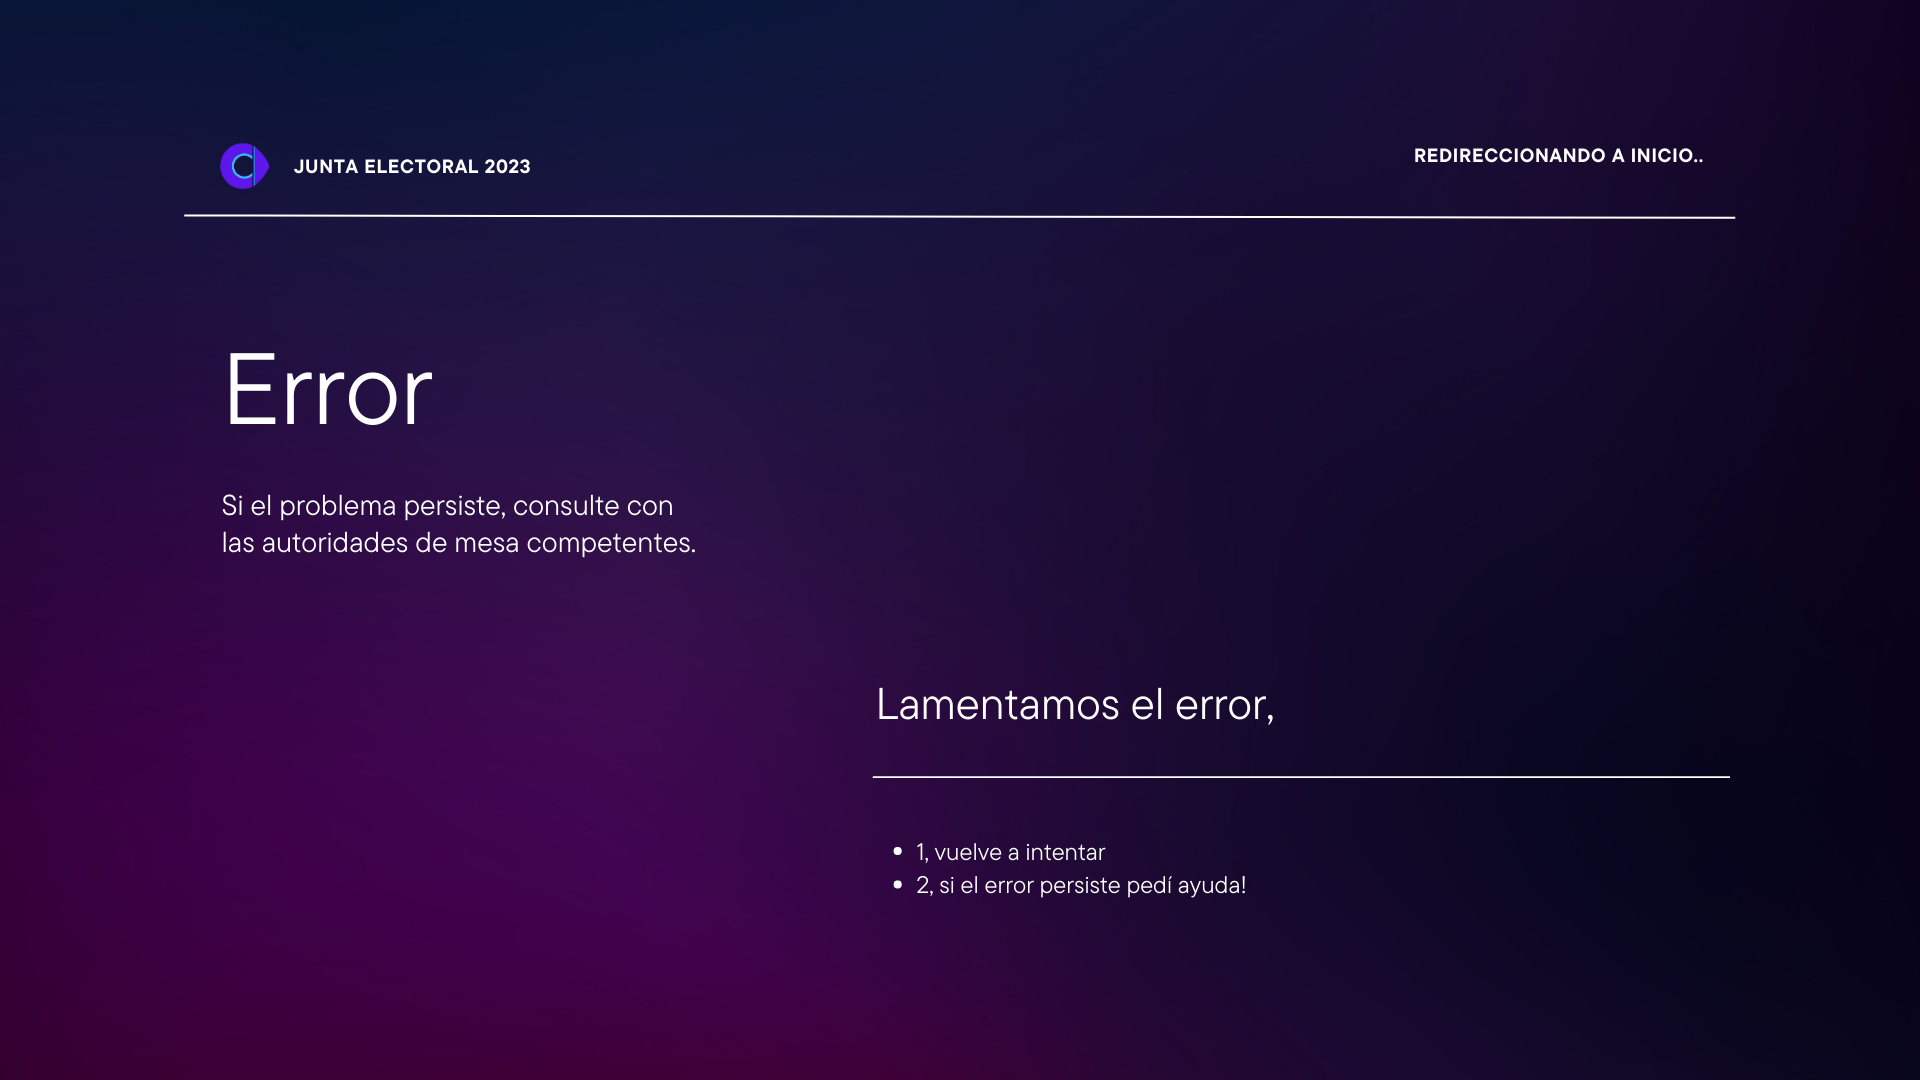 JUNTA ELECTORAL 2023
REDIRECCIONANDO A INICIO..
Error
Si el problema persiste, consulte con
las autoridades de mesa competentes.
Lamentamos el error,
• 1, vuelve a intentar
• 2, si el error persiste pedí ayuda!